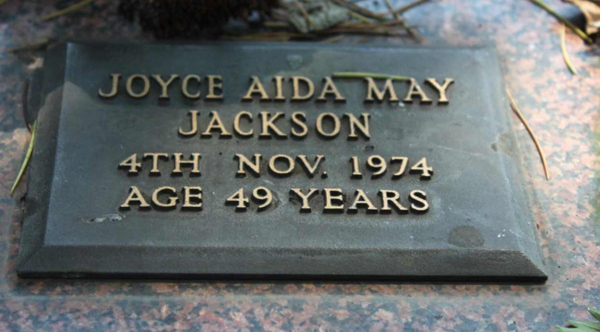 JOYCE AIDA MAY
JACKSON
4TH NOV. 1974
AGE 49 YEARS